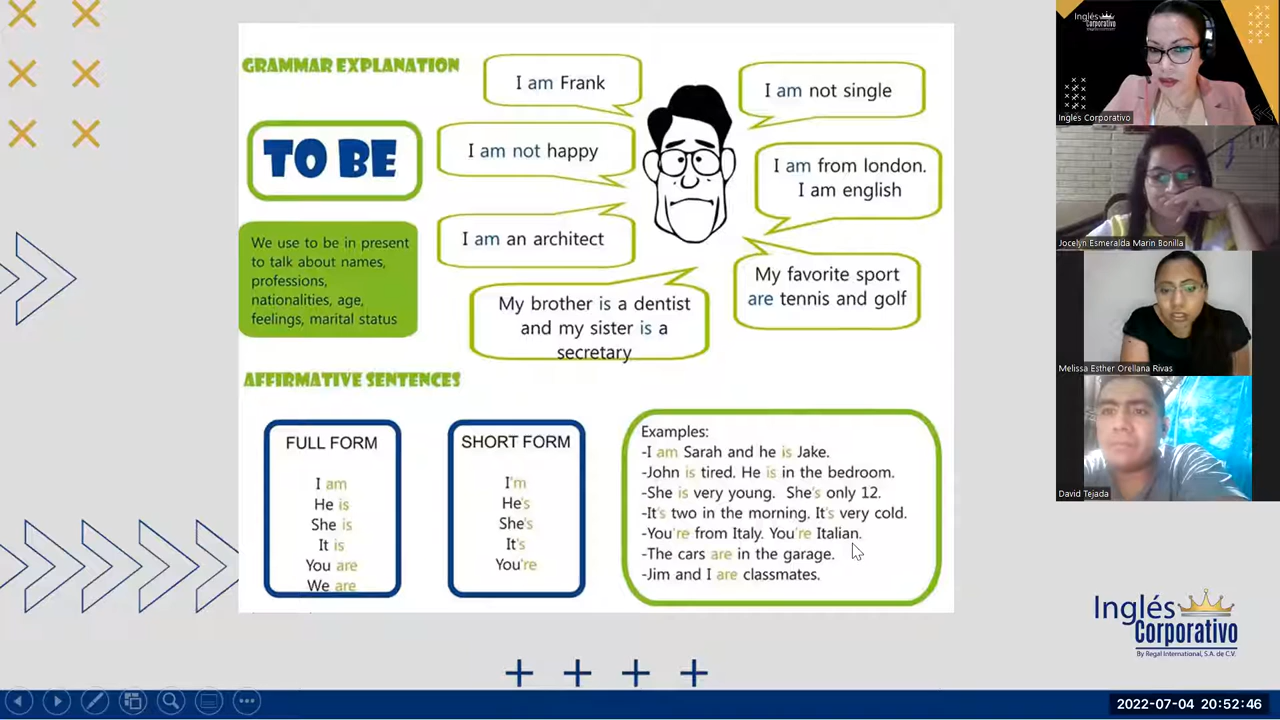 GRAMMAR EXPLANATION
TO BE
We use to be in present
to talk about names,
professions,
nationalities, age,
feelings, marital status
I am Frank
I am not happy
I am an architect
My brother is a dentist
and my sister is a
secretary
I am not single
I am from london.
I am english
My favorite sport
are tennis and golf
AFFIRMATIVE SENTENCES
FULL FORM
I am
He is
She is
It is
You are
We are
SHORT FORM
I'm
He's
She's
It's
You're
Examples:
-I am Sarah and he is Jake.
-John is tired. He is in the bedroom.
-She is very young. She's only 12.
-It's two in the morning. It's very cold.
-You're from Italy. You're Italian.
-The cars are in the garage.
-Jim and I are classmates.
Inglés
Corporativo
Inglés Corporativo
Jocelyn Esmeralda Marin Bonilla
Melissa Esther Orellana Rivas
David Tejada
Inglés
Corporativo
By Regal International, S.A. de C.V.
2022-07-04 20:52:46